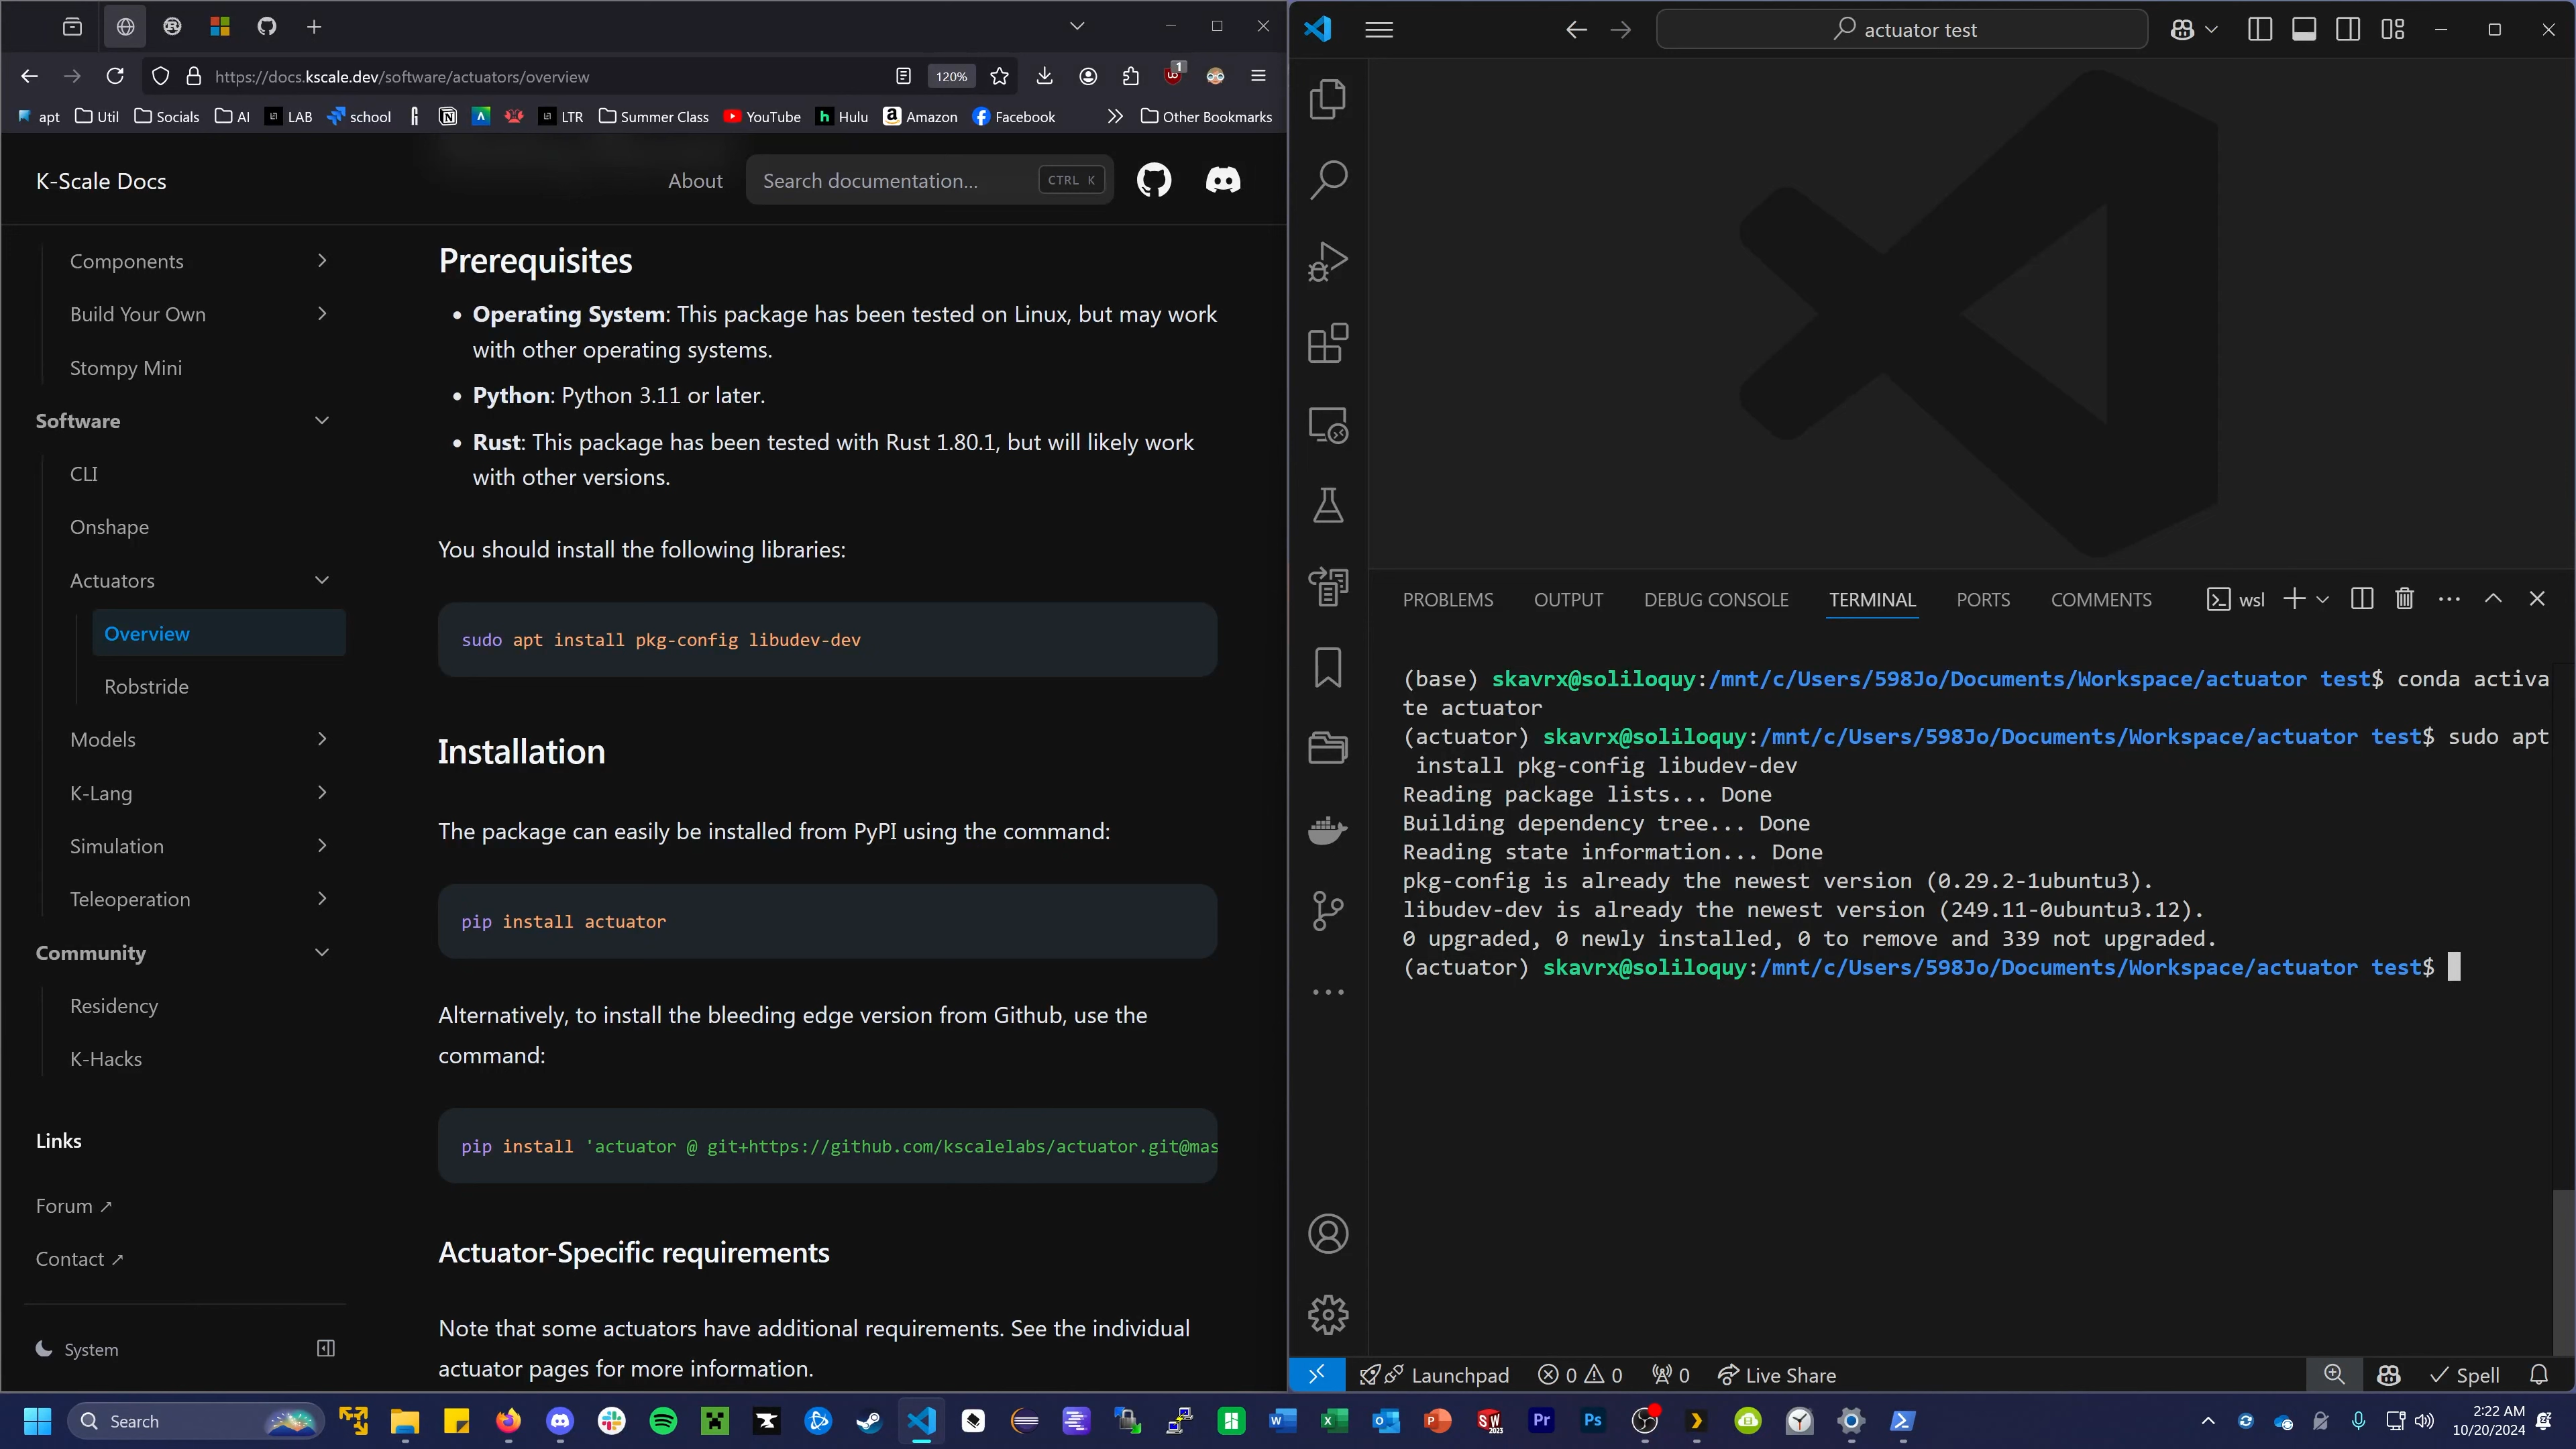 https://docs.kscale.dev/software/actuators/overview
120%
1
apt
Util
Socials
AI
LAB
school
LTR
Summer Class
YouTube
Hulu
Amazon
Facebook
Other Bookmarks
K-Scale Docs
About
Search documentation...
CTRL K
Components
Build Your Own
Stompy Mini
Software
CLI
Onshape
Actuators
Overview
Robstride
Models
K-Lang
Simulation
Teleoperation
Community
Residency
K-Hacks
Links
Forum ↗
Contact ↗
System
Prerequisites
• Operating System: This package has been tested on Linux, but may work
with other operating systems.
• Python: Python 3.11 or later.
• Rust: This package has been tested with Rust 1.80.1, but will likely work
with other versions.
You should install the following libraries:
sudo apt install pkg-config libudev-dev
Installation
The package can easily be installed from PyPI using the command:
pip install actuator
Alternatively, to install the bleeding edge version from Github, use the
command:
pip install 'actuator @ git+https://github.com/kscalelabs/actuator.git@mas
Actuator-Specific requirements
Note that some actuators have additional requirements. See the individual
actuator pages for more information.
actuator test
PROBLEMS
OUTPUT
DEBUG CONSOLE
TERMINAL
PORTS
COMMENTS
wsl
(base) skavrx@soliloquy:/mnt/c/Users/598Jo/Documents/Workspace/actuator test$ conda activa
te actuator
(actuator) skavrx@soliloquy:/mnt/c/Users/598Jo/Documents/Workspace/actuator test$ sudo apt
install pkg-config libudev-dev
Reading package lists... Done
Building dependency tree... Done
Reading state information... Done
pkg-config is already the newest version (0.29.2-1ubuntu3).
libudev-dev is already the newest version (249.11-0ubuntu3.12).
0 upgraded, 0 newly installed, 0 to remove and 339 not upgraded.
(actuator) skavrx@soliloquy:/mnt/c/Users/598Jo/Documents/Workspace/actuator test$
Launchpad
0
0
0
Live Share
Spell
Search
2:22 AM
10/20/2024